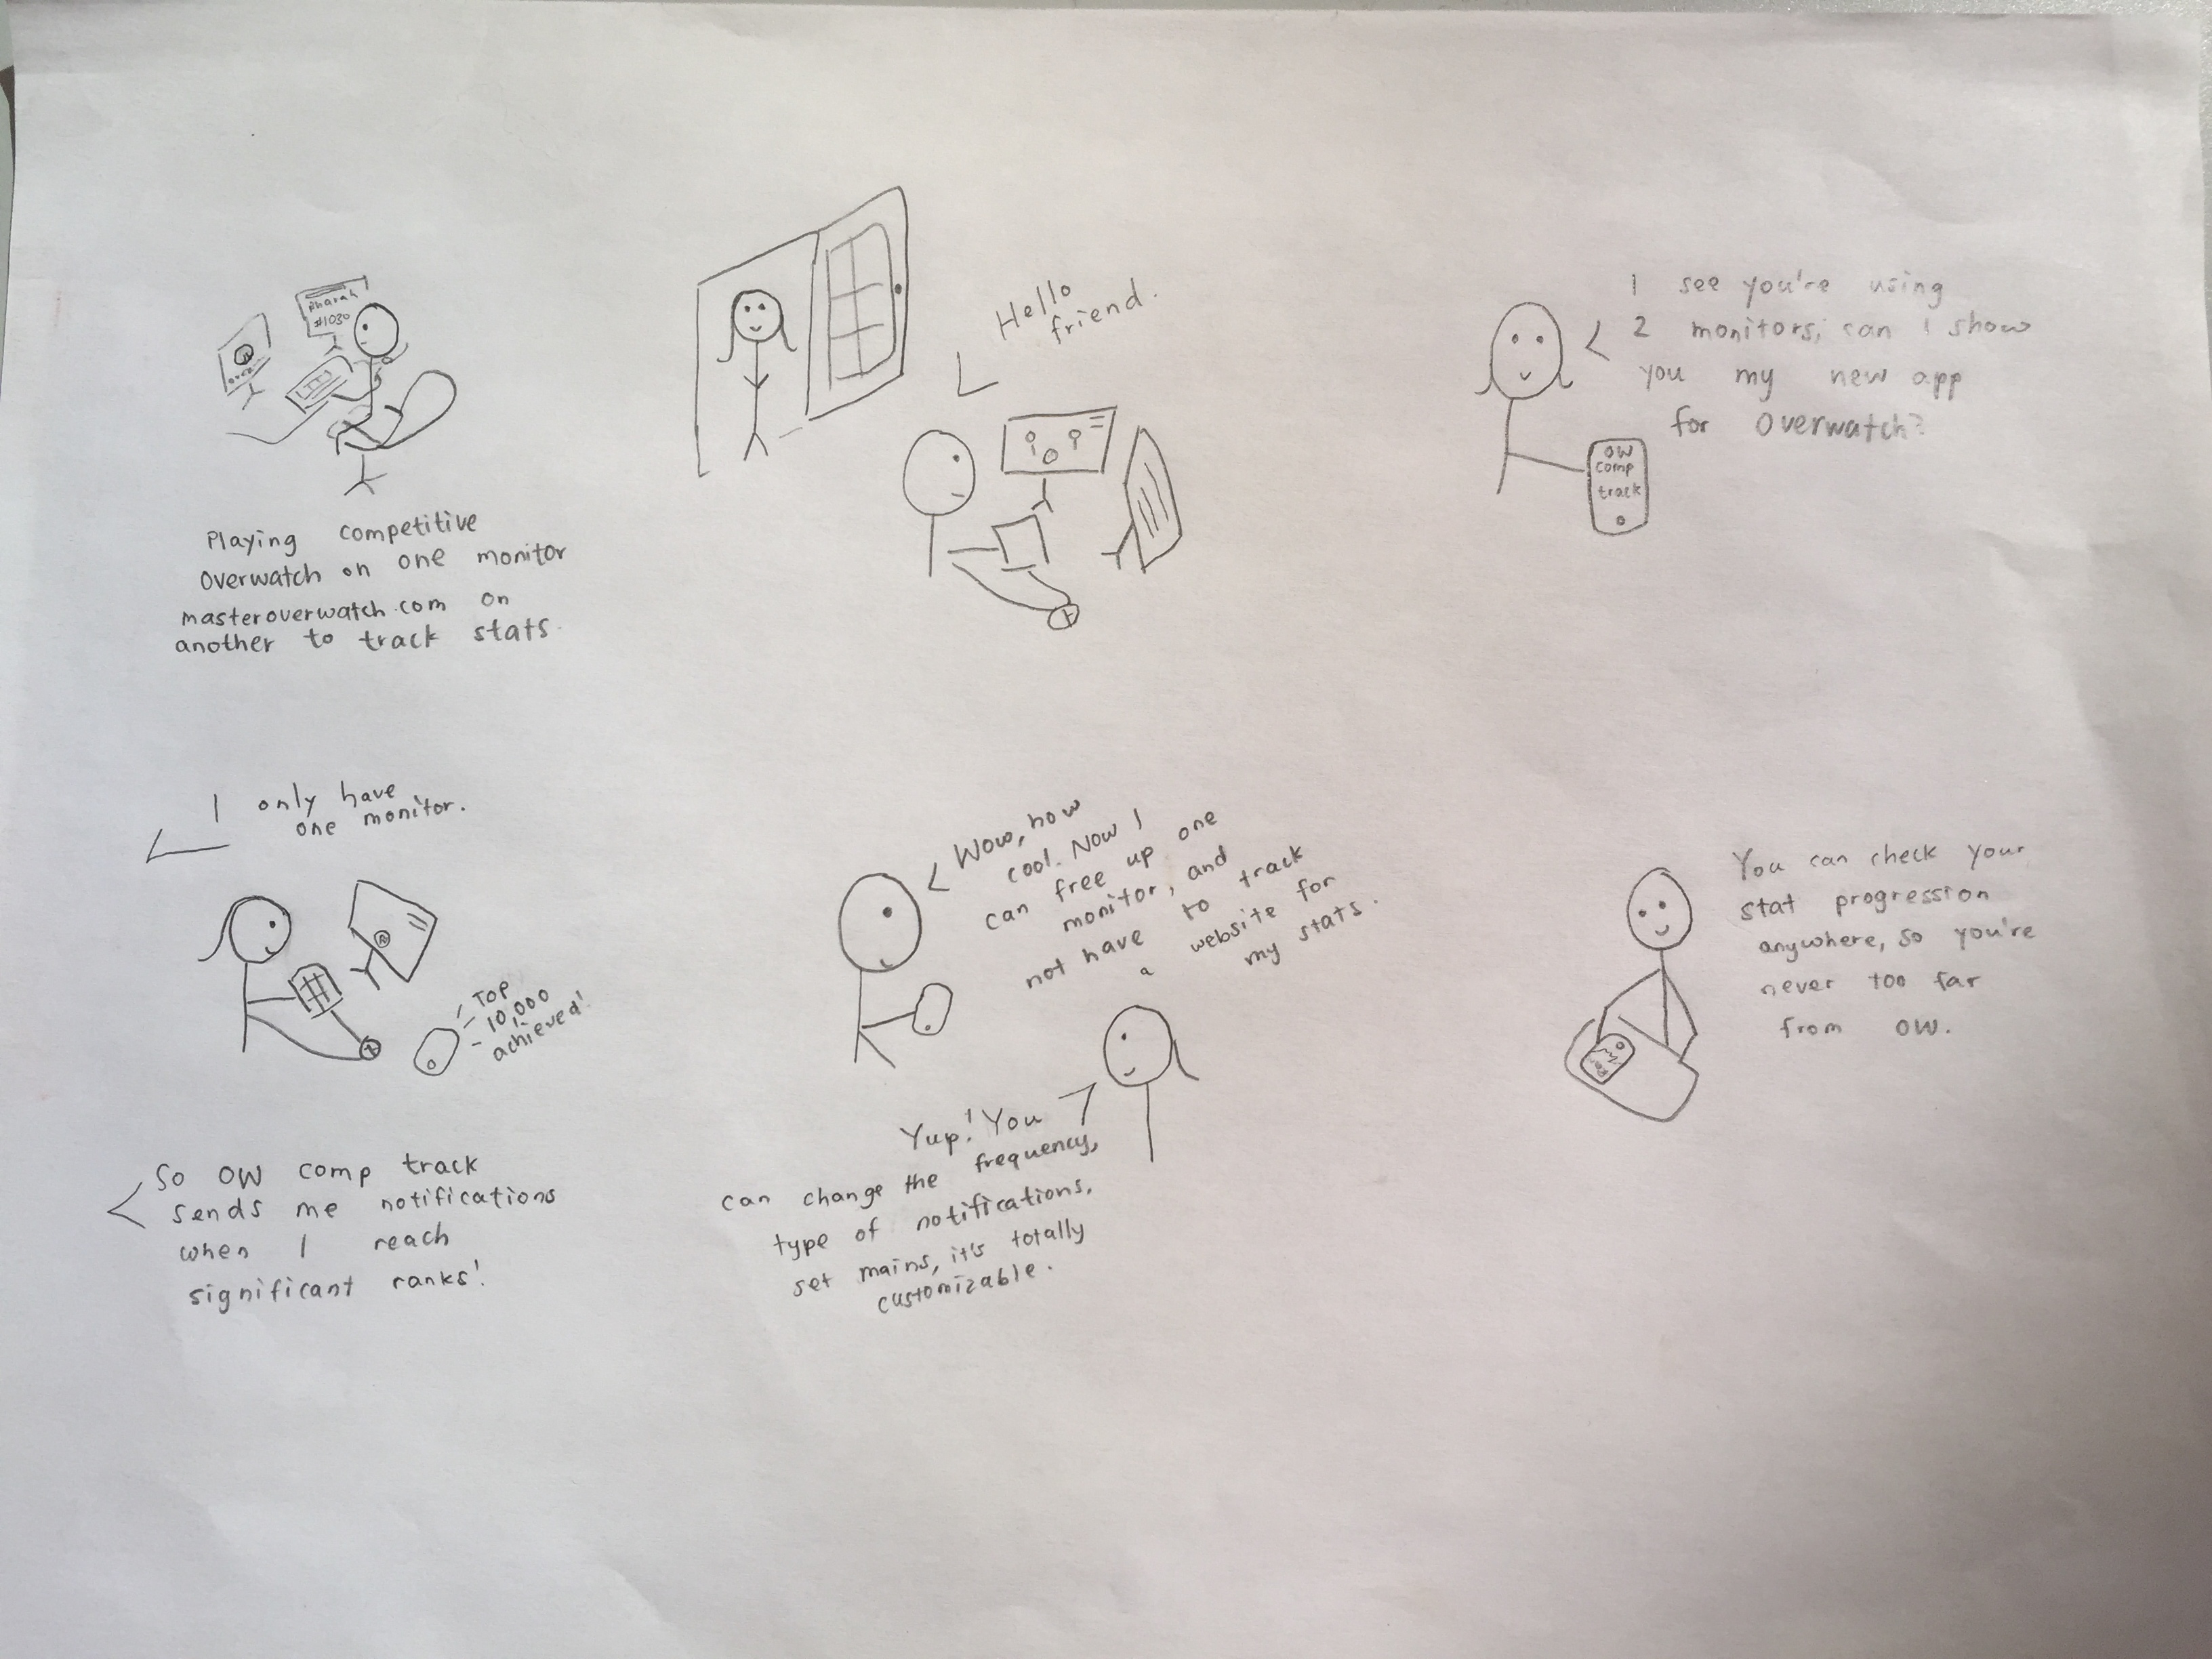 Pharah
#1030
Playing competitive
Overwatch on one monitor
masteroverwatch.com on
another to track stats.
Hello
friend.
I see you're using
2 monitors, can I show
you my new app
for Overwatch?
OW
comp
track
I only have
one monitor.
TOP
10,000
achieved!
So OW comp track
sends me notifications
when I reach
significant ranks!
Wow, how
cool. Now I
can free up one
monitor, and
not have to track
a website for
my stats.
Yup! You
can change the frequency,
type of notifications,
set mains, it's totally
customizable.
You can check your
stat progression
anywhere, so you're
never too far
from OW.